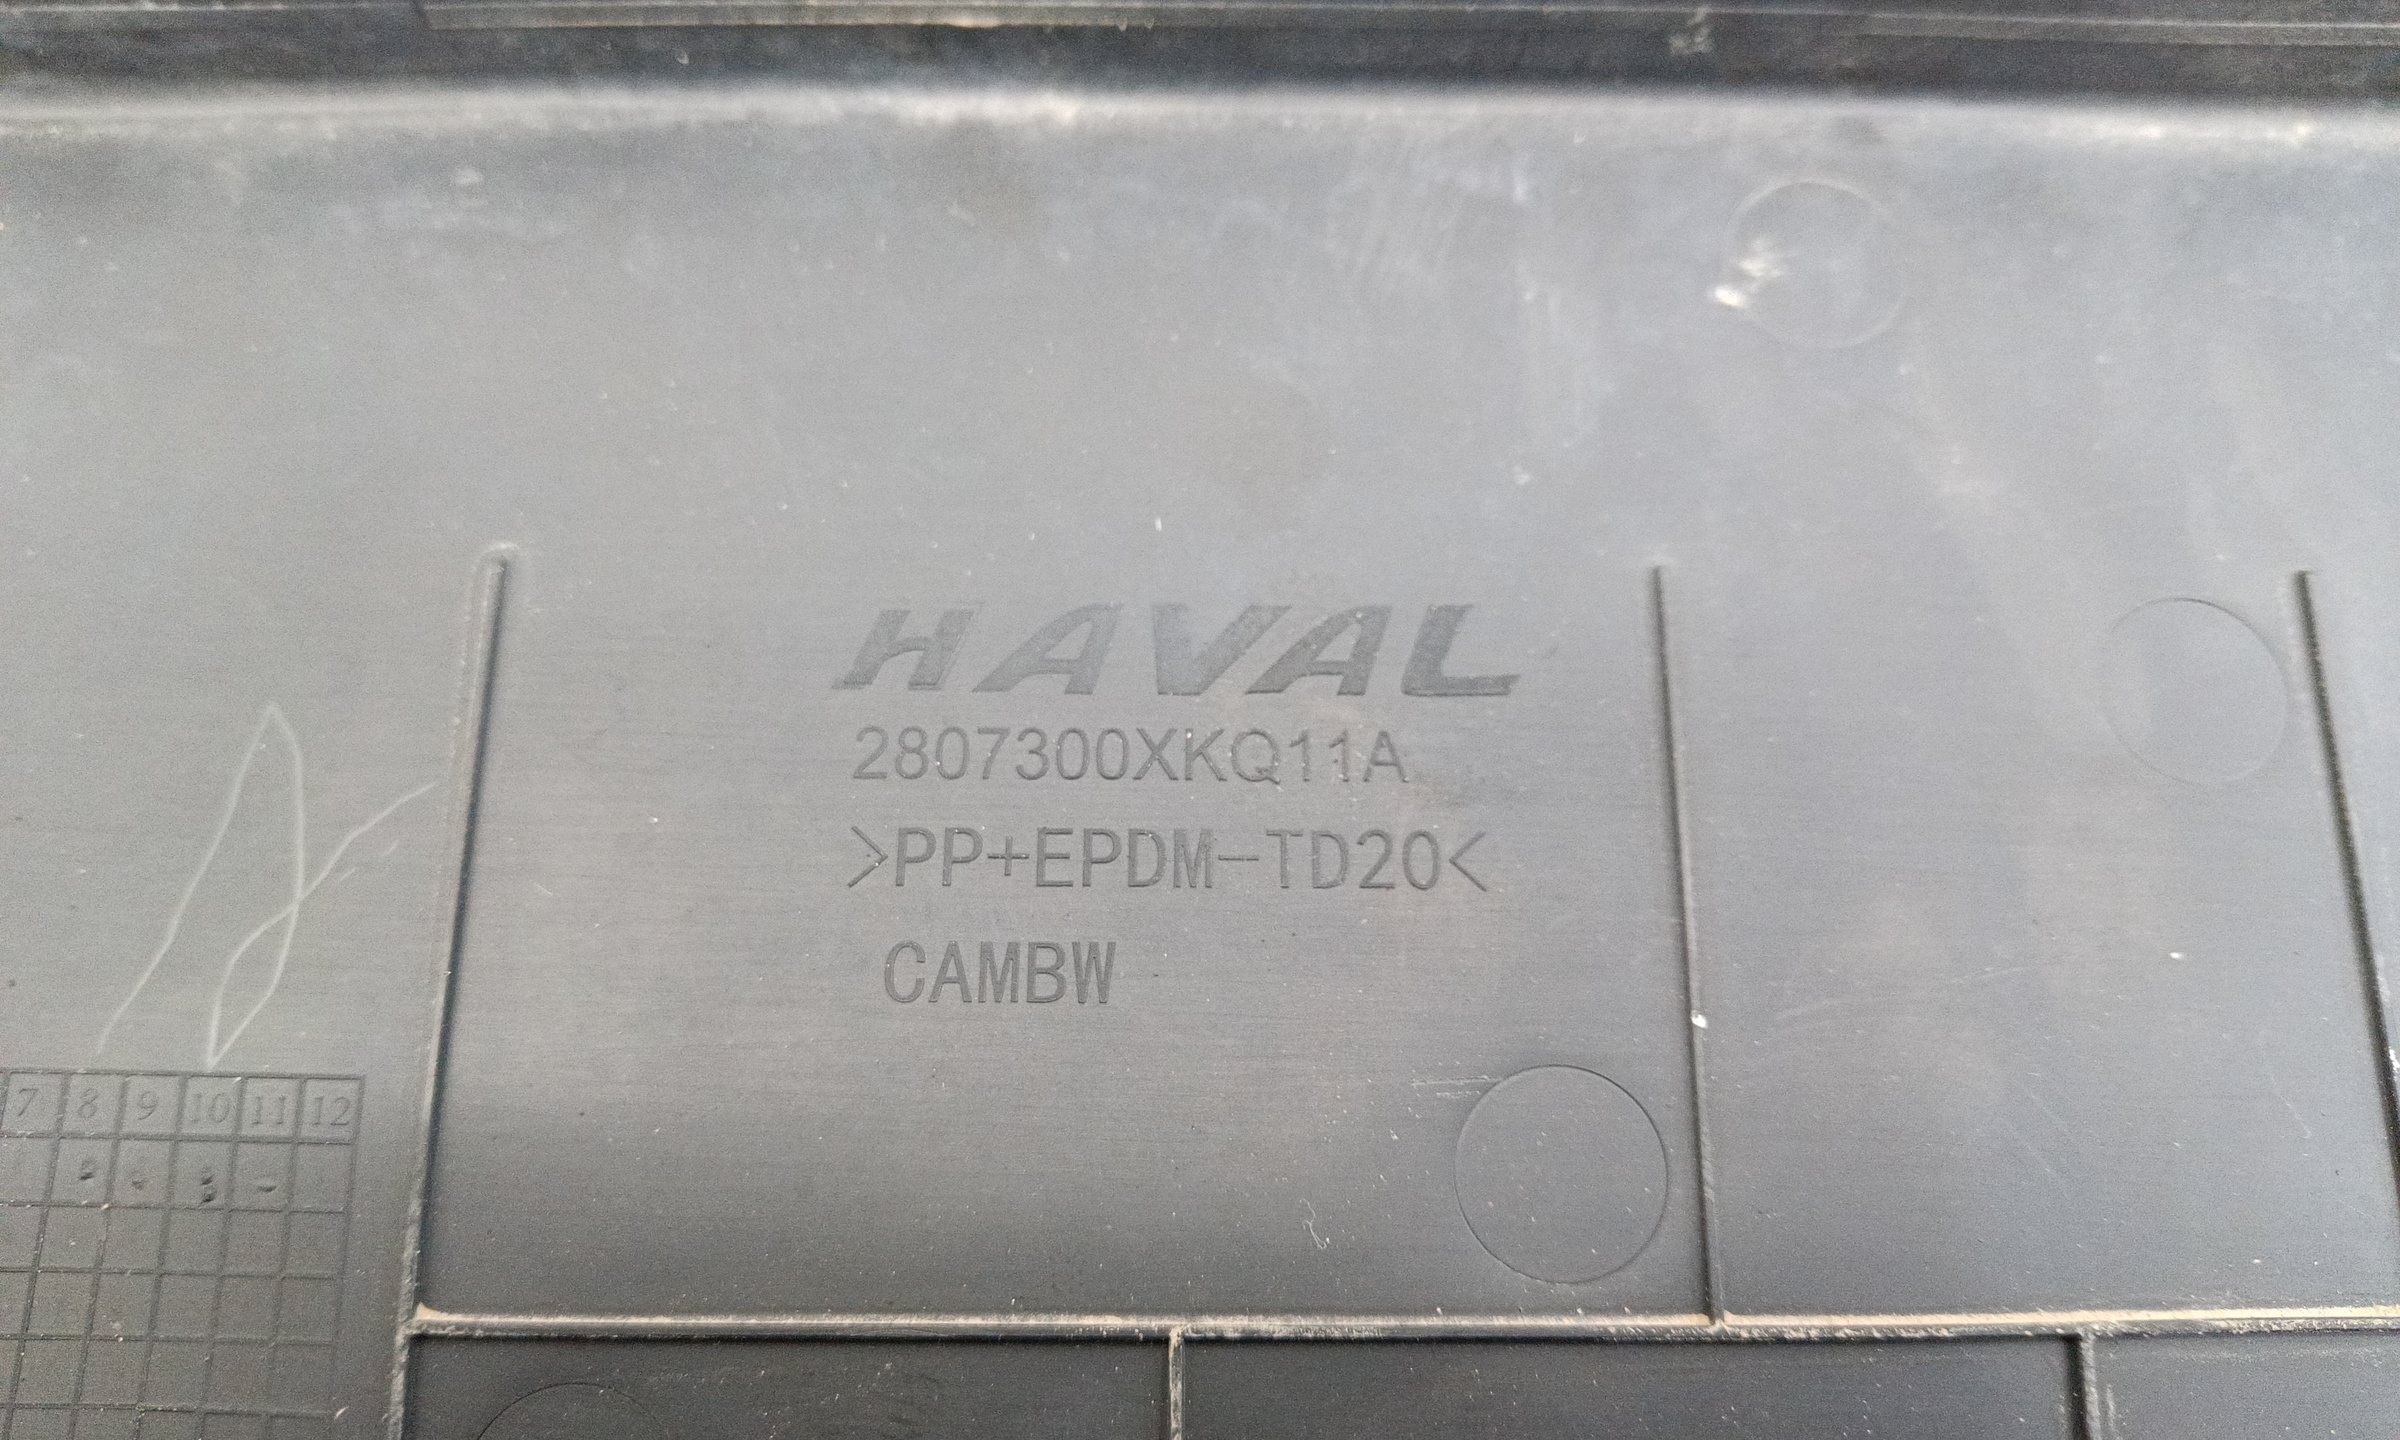 HAVAL
2807300XKQ11A
>PP+EPDM-TD20<
CAMBW
7 8 9 10 11 12